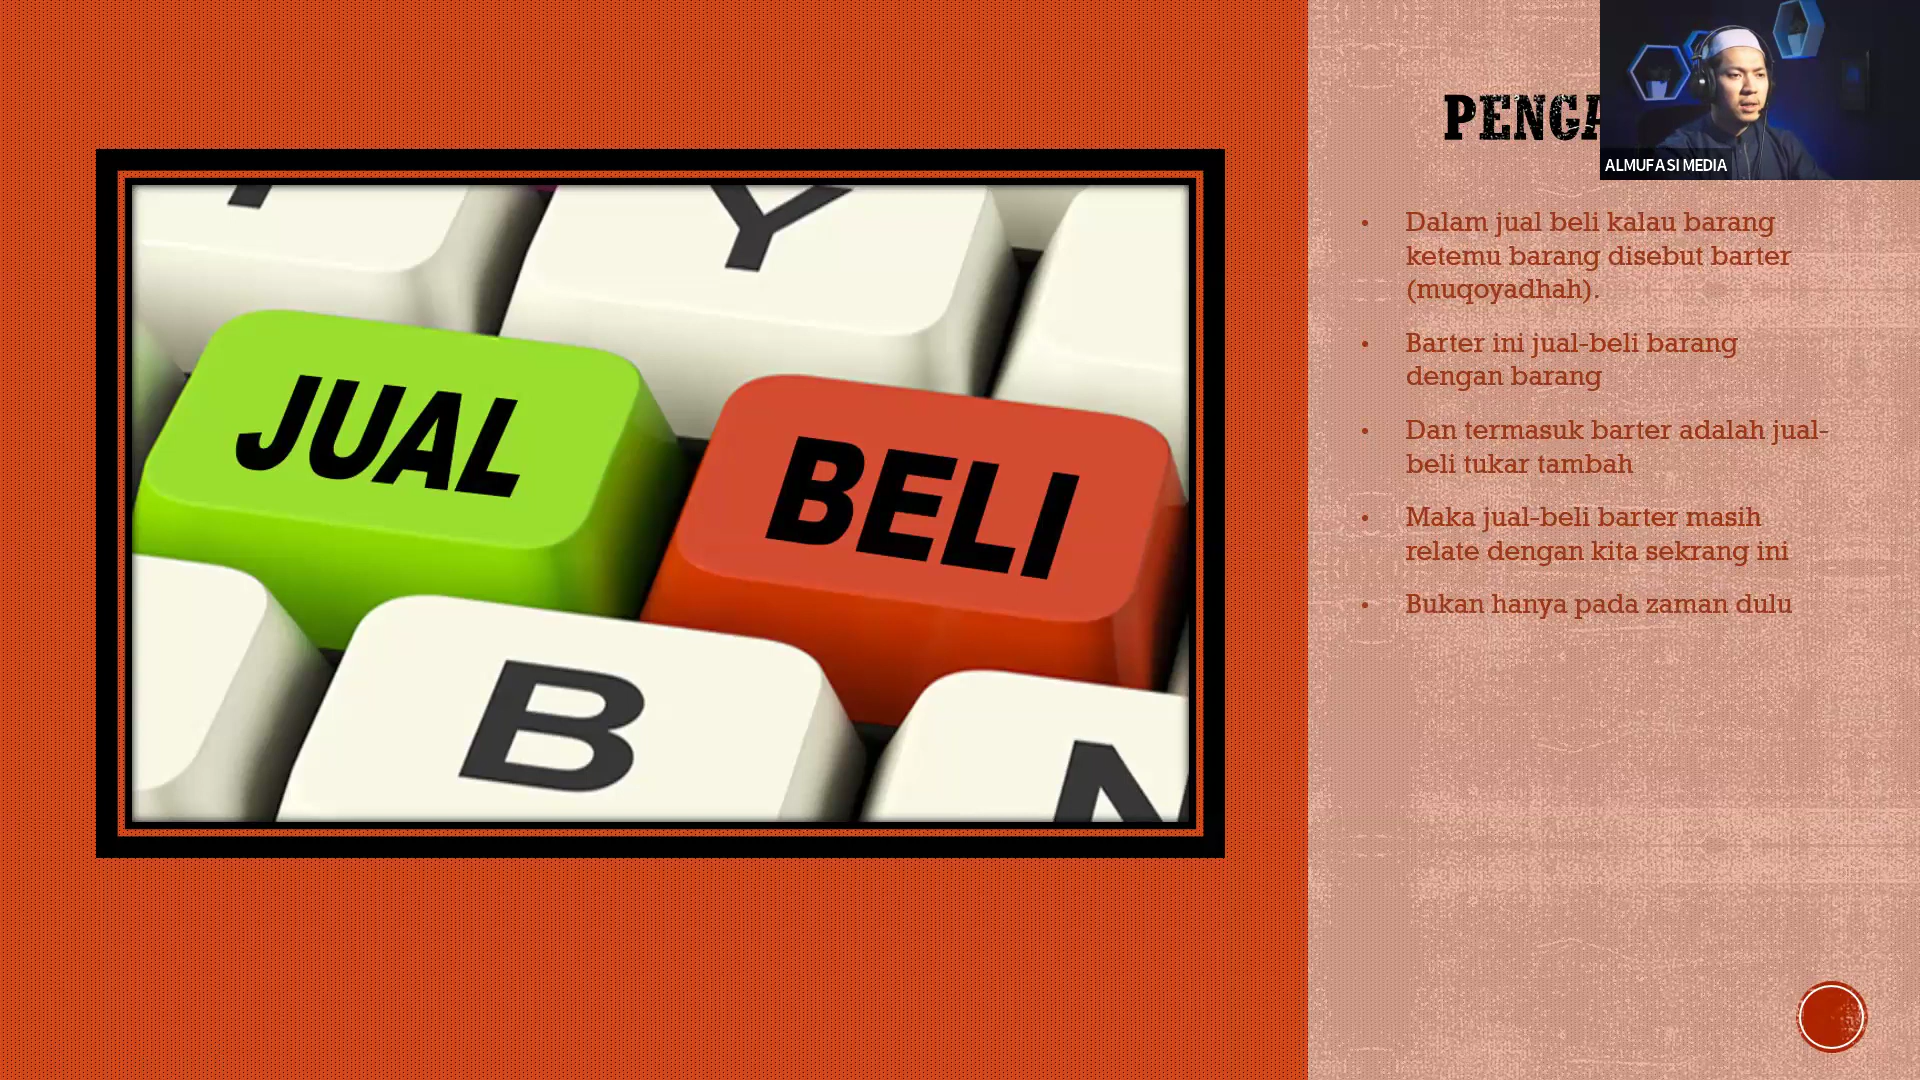 PENGA
ALMUFASI MEDIA
• Dalam jual beli kalau barang
ketemu barang disebut barter
(muqoyadhah).
• Barter ini jual-beli barang
dengan barang
• Dan termasuk barter adalah jual-
beli tukar tambah
• Maka jual-beli barter masih
relate dengan kita sekrang ini
• Bukan hanya pada zaman dulu
Y
JUAL
BELI
B
N